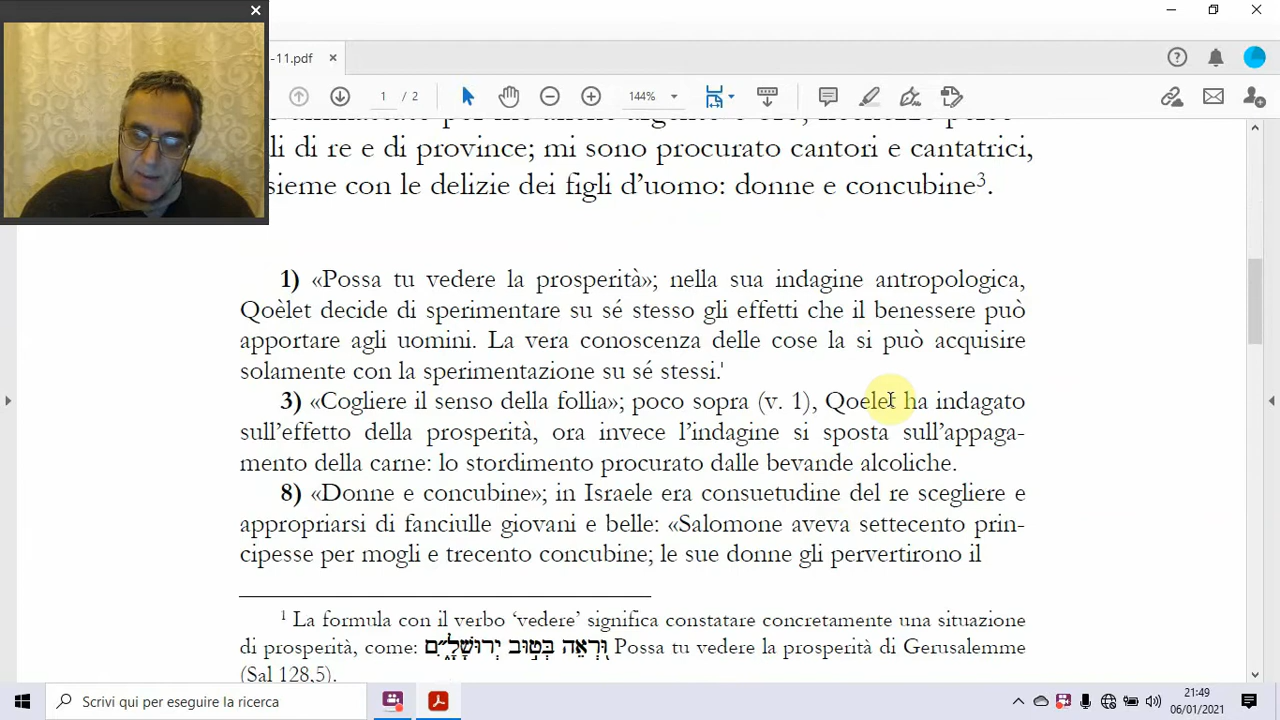 -11.pdf
1 / 2
144%
li di re e di province; mi sono procurato cantori e cantatrici,
sieme con le delizie dei figli d’uomo: donne e concubine³.
1) «Possa tu vedere la prosperità»; nella sua indagine antropologica,
Qoèlet decide di sperimentare su sé stesso gli effetti che il benessere può
apportare agli uomini. La vera conoscenza delle cose la si può acquisire
solamente con la sperimentazione su sé stessi.¹
3) «Cogliere il senso della follia»; poco sopra (v. 1), Qoelet ha indagato
sull’effetto della prosperità, ora invece l’indagine si sposta sull’appaga-
mento della carne: lo stordimento procurato dalle bevande alcoliche.
8) «Donne e concubine»; in Israele era consuetudine del re scegliere e
appropriarsi di fanciulle giovani e belle: «Salomone aveva settecento prin-
cipesse per mogli e trecento concubine; le sue donne gli pervertirono il
¹ La formula con il verbo ‘vedere’ significa constatare concretamente una situazione
di prosperità, come: וּרְאֵה בְּטוּב יְרוּשָׁלִָם Possa tu vedere la prosperità di Gerusalemme
(Sal 128,5).
Scrivi qui per eseguire la ricerca
21:49
06/01/2021